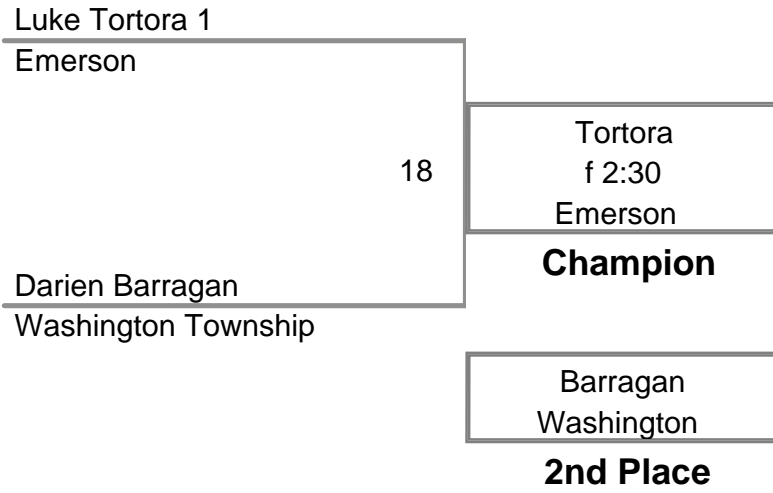 Luke Tortora 1
Emerson
18
Tortora
f 2:30
Emerson
Champion
Darien Barragan
Washington Township
Barragan
Washington
2nd Place